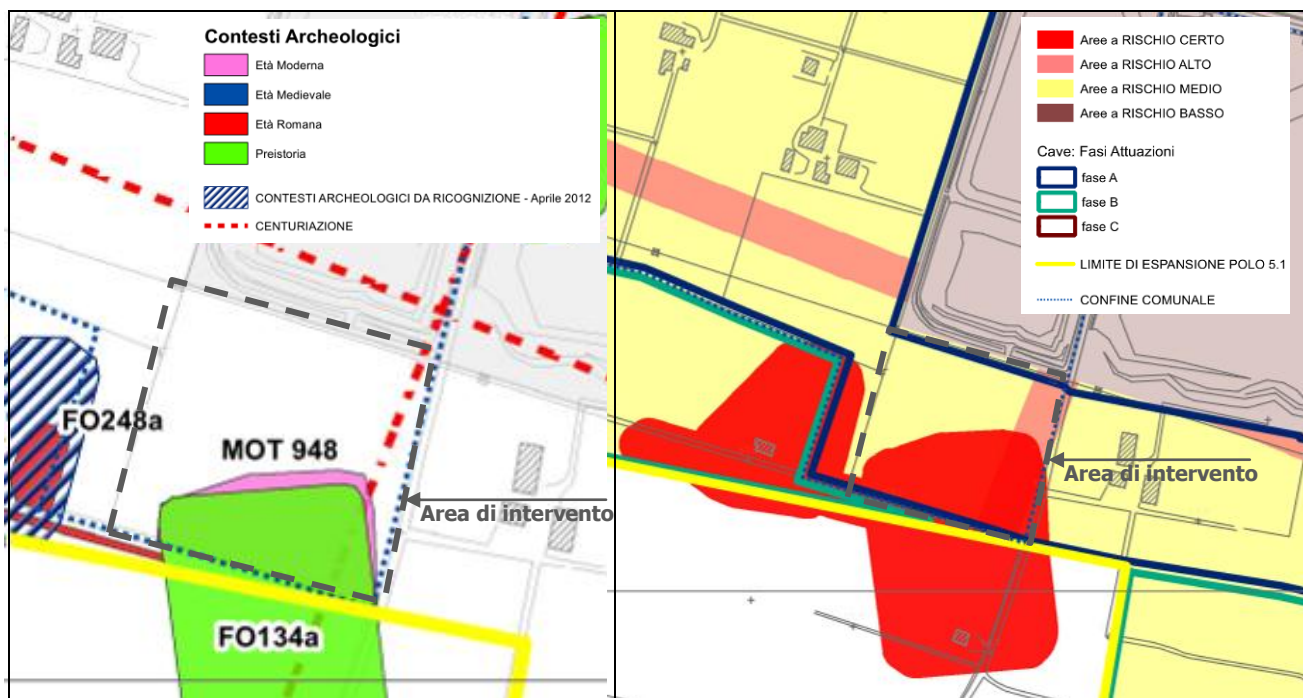 Contesti Archeologici
Età Moderna
Età Medievale
Età Romana
Preistoria
CONTESTI ARCHEOLOGICI DA RICOGNIZIONE - Aprile 2012
CENTURIAZIONE
FO248a
MOT 948
Area di intervento
FO134a
Aree a RISCHIO CERTO
Aree a RISCHIO ALTO
Aree a RISCHIO MEDIO
Aree a RISCHIO BASSO
Cave: Fasi Attuazioni
fase A
fase B
fase C
LIMITE DI ESPANSIONE POLO 5.1
CONFINE COMUNALE
Area di intervento